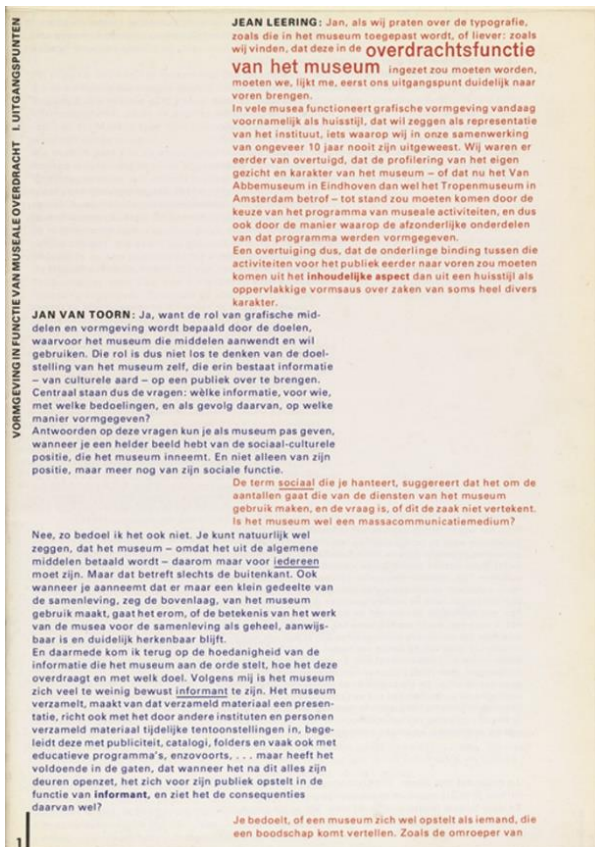 VORMGEVING IN FUNCTIE VAN MUSEALE OVERDRACHT I. UITGANGSPUNTEN
JEAN LEERING: Jan, als wij praten over de typografie,
zoals die in het museum toegepast wordt, of liever: zoals
wij vinden, dat deze in de overdrachtsfunctie
van het museum ingezet zou moeten worden,
moeten we, lijkt me, eerst ons uitgangspunt duidelijk naar
voren brengen.
In vele musea functioneert grafische vormgeving vandaag
voornamelijk als huisstijl, dat wil zeggen als representatie
van het instituut, iets waarop wij in onze samenwerking
van ongeveer 10 jaar nooit zijn uitgeweest. Wij waren er
eerder van overtuigd, dat de profilering van het eigen
gezicht en karakter van het museum – of dat nu het Van
Abbemuseum in Eindhoven dan wel het Tropenmuseum in
Amsterdam betrof – tot stand zou moeten komen door de
keuze van het programma van museale activiteiten, en dus
ook door de manier waarop de afzonderlijke onderdelen
van dat programma werden vormgegeven.
Een overtuiging dus, dat de onderlinge binding tussen die
activiteiten voor het publiek eerder naar voren zou moeten
komen uit het inhoudelijke aspect dan uit een huisstijl als
oppervlakkige vormsaus over zaken van soms heel divers
karakter.
JAN VAN TOORN: Ja, want de rol van grafische mid-
delen en vormgeving wordt bepaald door de doelen,
waarvoor het museum die middelen aanwendt en wil
gebruiken. Die rol is dus niet los te denken van de doel-
stelling van het museum zelf, die erin bestaat informatie
– van culturele aard – op een publiek over te brengen.
Centraal staan dus de vragen: wèlke informatie, voor wie,
met welke bedoelingen, en als gevolg daarvan, op welke
manier vormgegeven?
Antwoorden op deze vragen kun je als museum pas geven,
wanneer je een helder beeld hebt van de sociaal-culturele
positie, die het museum inneemt. En niet alleen van zijn
positie, maar meer nog van zijn sociale functie.
De term sociaal die je hanteert, suggereert dat het om de
aantallen gaat die van de diensten van het museum
gebruik maken, en de vraag is, of dit de zaak niet vertekent.
Is het museum wel een massacommunicatiemedium?
Nee, zo bedoel ik het ook niet. Je kunt natuurlijk wel
zeggen, dat het museum – omdat het uit de algemene
middelen betaald wordt – daarom maar voor iedereen
moet zijn. Maar dat betreft slechts de buitenkant. Ook
wanneer je aanneemt dat er maar een klein gedeelte van
de samenleving, zeg de bovenlaag, van het museum
gebruik maakt, gaat het erom, of de betekenis van het werk
van de musea voor de samenleving als geheel, aanwijs-
baar is en duidelijk herkenbaar blijft.
En daarmede kom ik terug op de hoedanigheid van de
informatie die het museum aan de orde stelt, hoe het deze
overdraagt en met welk doel. Volgens mij is het museum
zich veel te weinig bewust informant te zijn. Het museum
verzamelt, maakt van dat verzameld materiaal een presen-
tatie, richt ook met het door andere instituten en personen
verzameld materiaal tijdelijke tentoonstellingen in, bege-
leidt deze met publiciteit, catalogi, folders en vaak ook met
educatieve programma's, enzovoorts, . . . maar heeft het
voldoende in de gaten, dat wanneer het na dit alles zijn
deuren openzet, het zich voor zijn publiek opstelt in de
functie van informant, en ziet het de consequenties
daarvan wel?
Je bedoelt, of een museum zich wel opstelt als iemand, die
een boodschap komt vertellen. Zoals de omroeper van
1